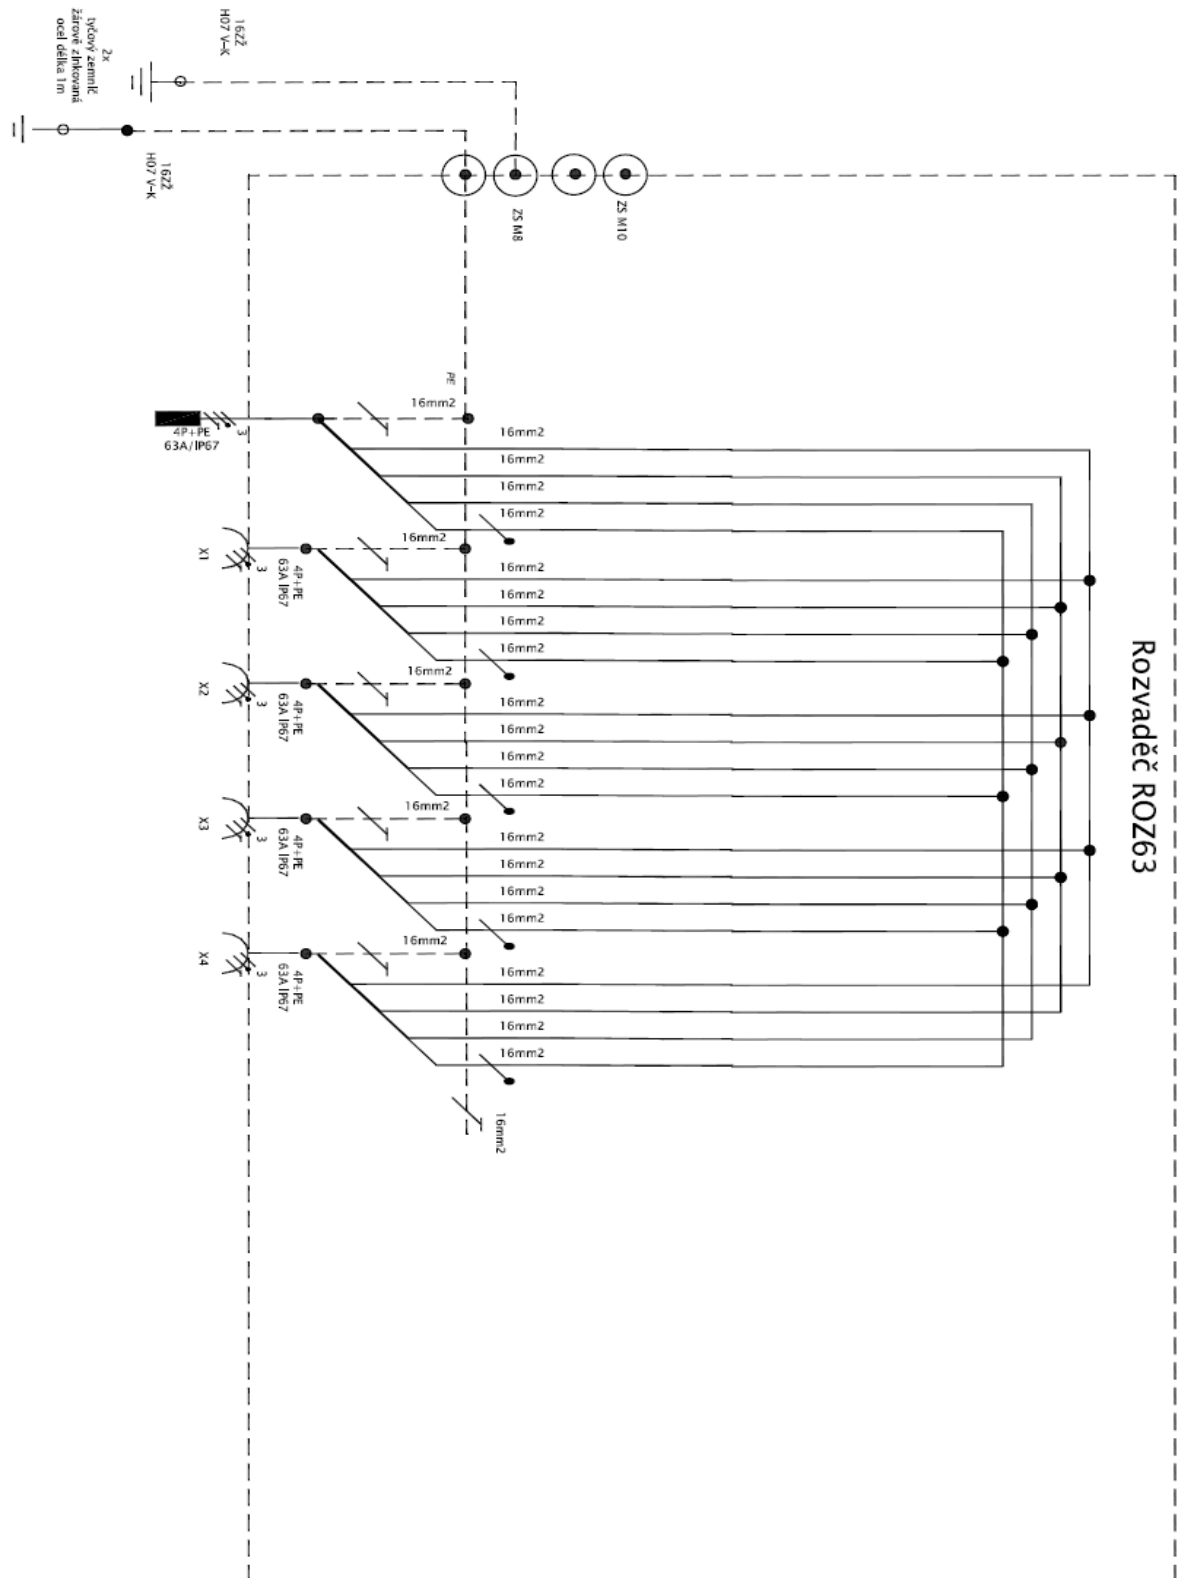 16ZŽ
H07 V-K
2x
tyčový zemnič
žárově zinkovaná
ocel délka 1m
16ZŽ
H07 V-K
ZS M8
ZS M10
PE
16mm2
4P+PE
63A/IP67
3
16mm2
16mm2
16mm2
16mm2
X1
3
4P+PE
63A IP67
16mm2
16mm2
16mm2
16mm2
16mm2
X2
3
4P+PE
63A IP67
16mm2
16mm2
16mm2
16mm2
16mm2
X3
3
4P+PE
63A IP67
16mm2
16mm2
16mm2
16mm2
16mm2
X4
3
4P+PE
63A IP67
16mm2
16mm2
16mm2
16mm2
16mm2
16mm2
Rozvaděč ROZ63